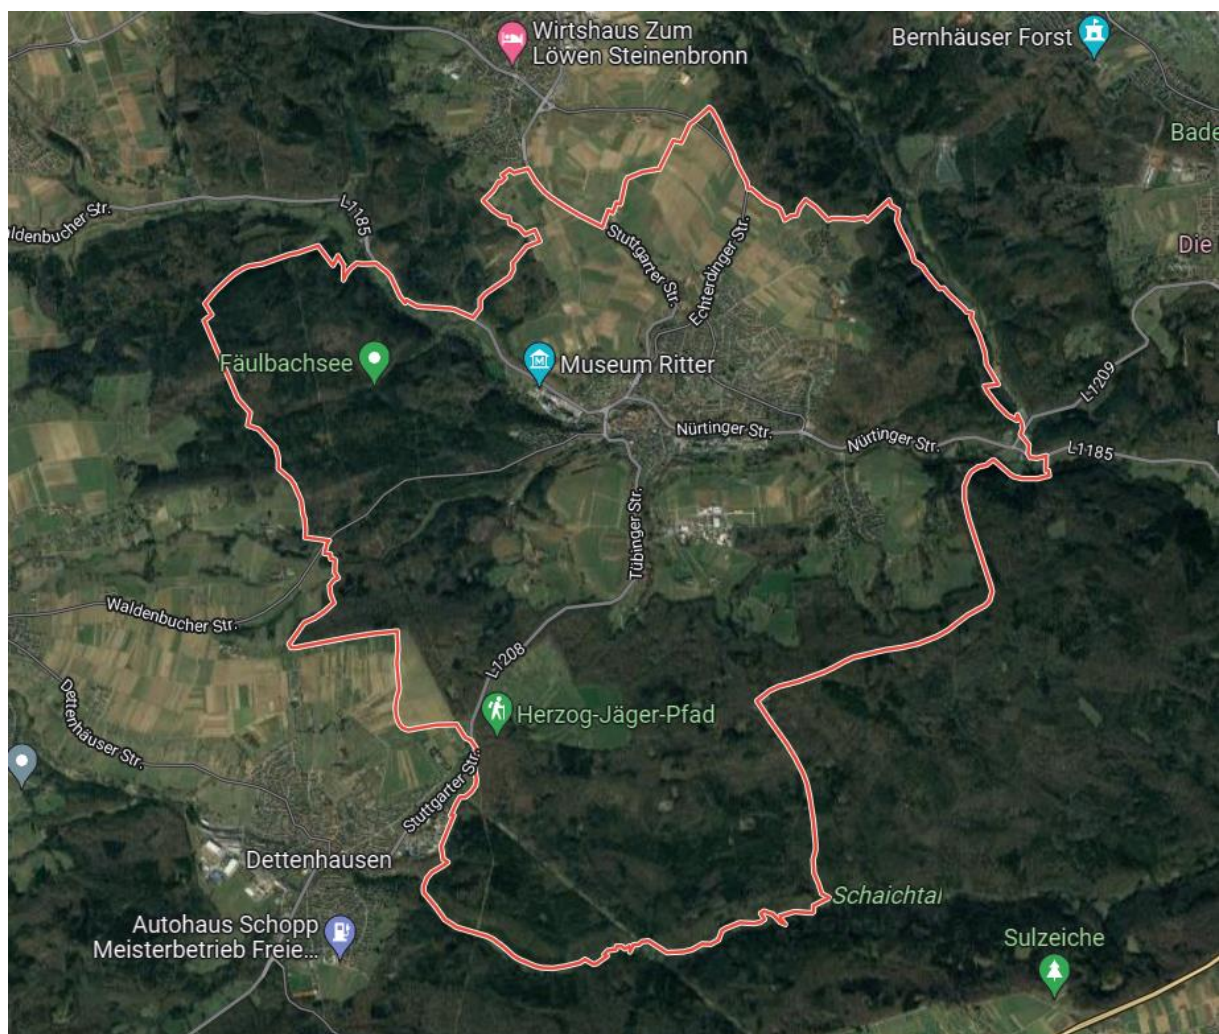 Wirtshaus Zum
Löwen Steinenbronn
Bernhäuser Forst
Bade
L1185
aldenbucher Str.
Stuttgarter Str.
Echterdinger Str.
Die
Fäulbachsee
Museum Ritter
L1209
Nürtinger Str.
Nürtinger Str.
L1185
Tübinger Str.
Waldenbucher Str.
L1208
Dettenhäuser Str.
Herzog-Jäger-Pfad
Stuttgarter Str.
Dettenhausen
Schaichtal
Autohaus Schopp
Meisterbetrieb Freie...
Sulzeiche